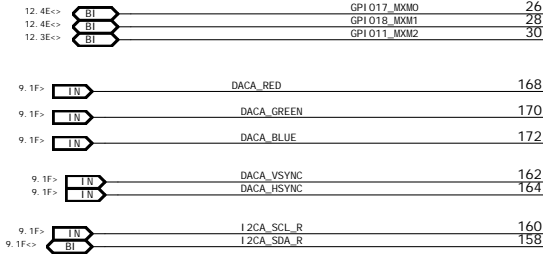 12.4E<> BI GPIO17_MXM0 26
12.4E<> BI GPIO18_MXM1 28
12.3E<> BI GPIO11_MXM2 30
9.1F> IN DACA_RED 168
9.1F> IN DACA_GREEN 170
9.1F> IN DACA_BLUE 172
9.1F> IN DACA_VSYNC 162
9.1F> IN DACA_HSYNC 164
9.1F> IN I2CA_SCL_R 160
9.1F<> BI I2CA_SDA_R 158